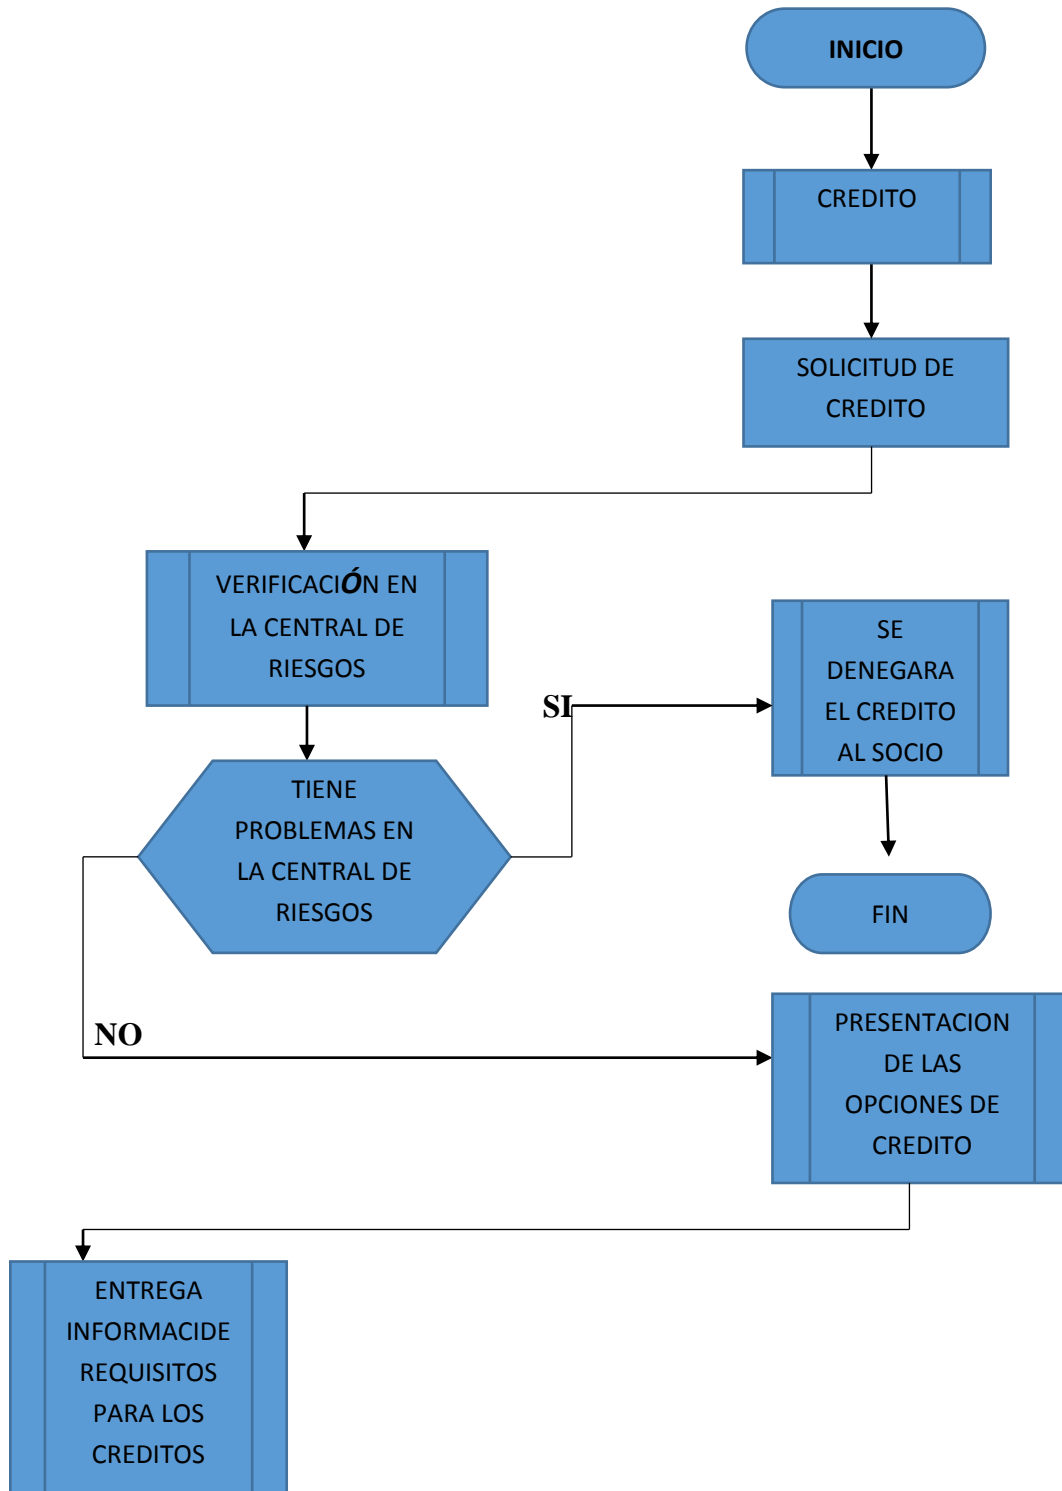 INICIO
CREDITO
SOLICITUD DE
CREDITO
VERIFICACIÓN EN
LA CENTRAL DE
RIESGOS
TIENE
PROBLEMAS EN
LA CENTRAL DE
RIESGOS
SI
SE
DENEGARA
EL CREDITO
AL SOCIO
FIN
NO
PRESENTACION
DE LAS
OPCIONES DE
CREDITO
ENTREGA
INFORMACIDE
REQUISITOS
PARA LOS
CREDITOS